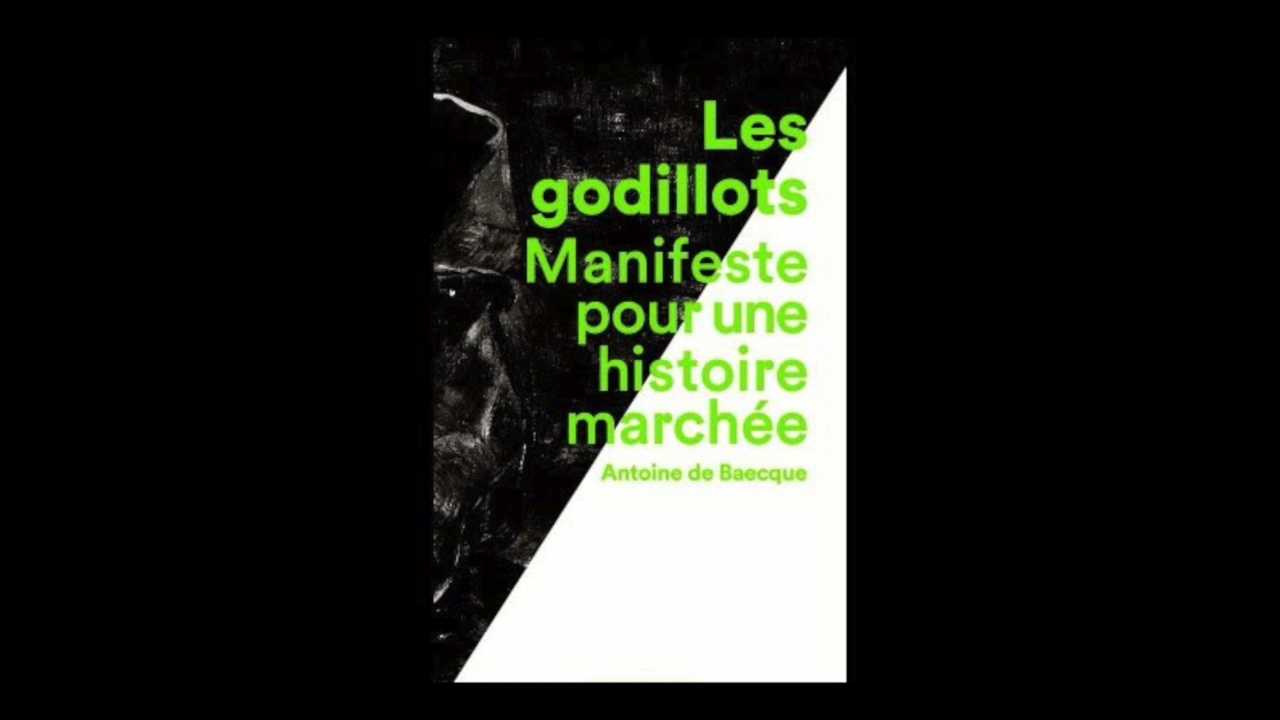 Les
godillots
Manifeste
pour une
histoire
marchée
Antoine de Baecque